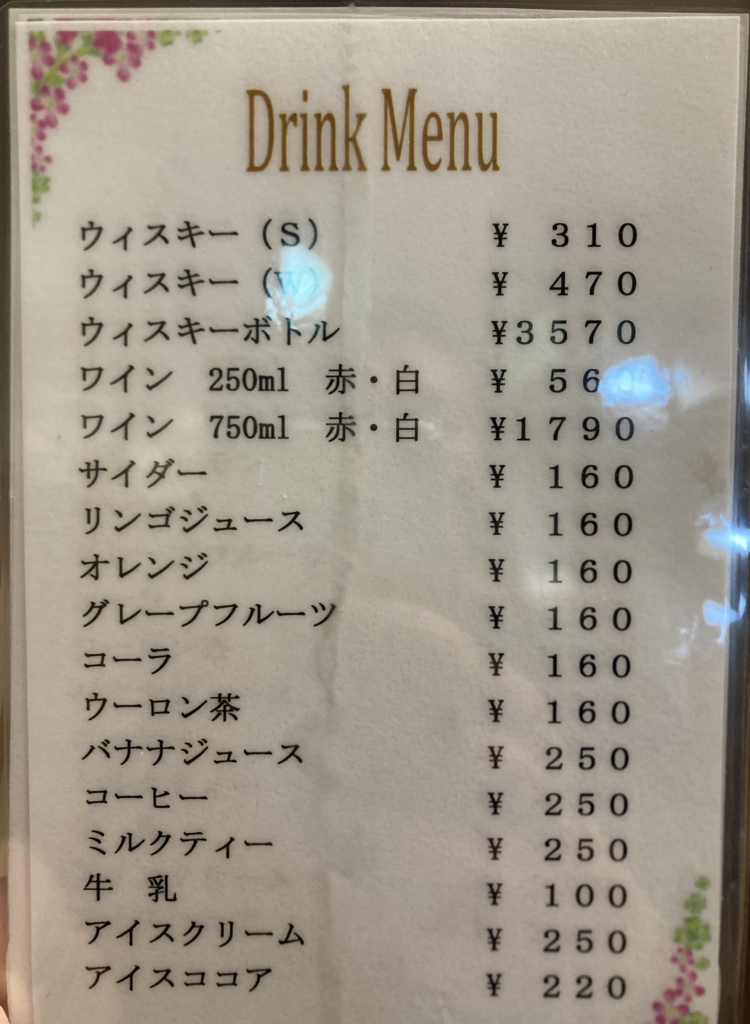 Drink Menu
ウィスキー（S） ¥ 310
ウィスキー（W） ¥ 470
ウィスキーボトル ¥3570
ワイン 250ml 赤・白 ¥
ワイン 750ml 赤・白 ¥1790
サイダー ¥ 160
リンゴジュース ¥ 160
オレンジ ¥ 160
グレープフルーツ ¥ 160
コーラ ¥ 160
ウーロン茶 ¥ 160
バナナジュース ¥ 250
コーヒー ¥ 250
ミルクティー ¥ 250
牛　乳 ¥ 100
アイスクリーム ¥ 250
アイスココア ¥ 220